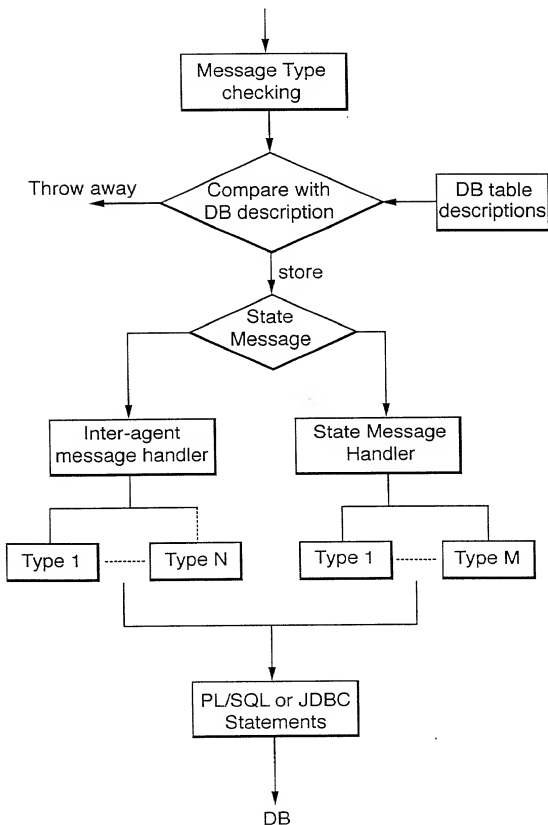 Message Type
checking
Throw away
Compare with
DB description
DB table
descriptions
store
State
Message
Inter-agent
message handler
State Message
Handler
Type 1
Type N
Type 1
Type M
PL/SQL or JDBC
Statements
DB